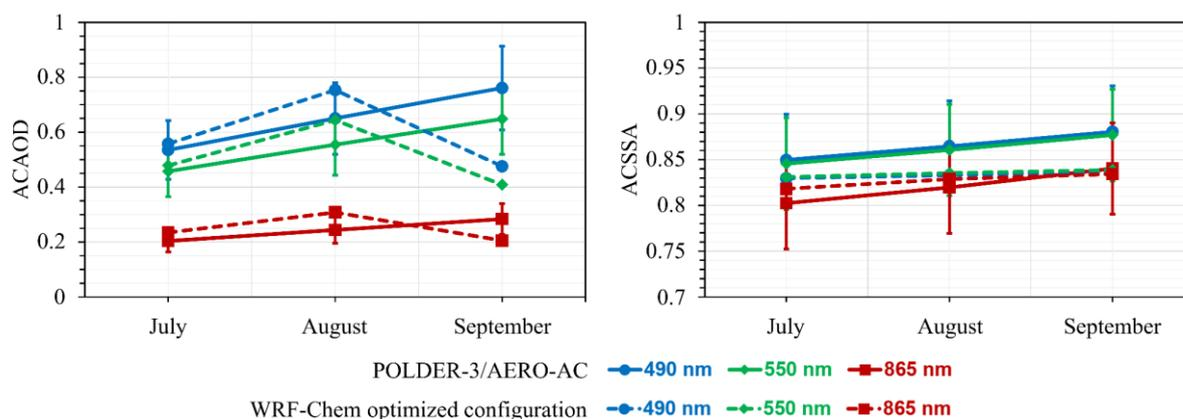 ACAOD
1
0.8
0.6
0.4
0.2
0
July August September
ACSSA
1
0.95
0.9
0.85
0.8
0.75
0.7
July August September
POLDER-3/AERO-AC 490 nm 550 nm 865 nm
WRF-Chem optimized configuration 490 nm 550 nm 865 nm